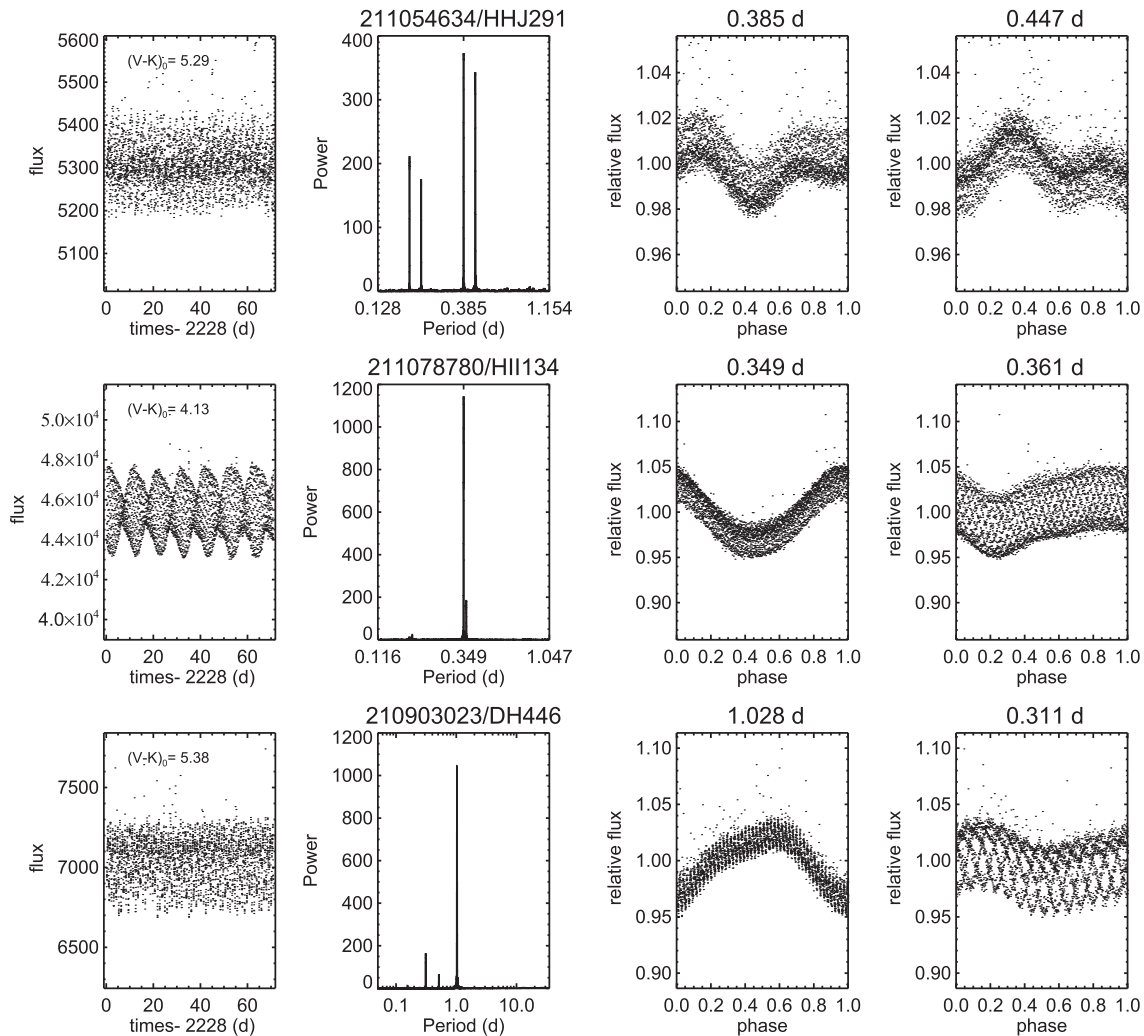 211054634/HHJ291
0.385 d
0.447 d
5600
5500
5400
5300
5200
5100
flux
(V-K)₀= 5.29
0 20 40 60
times- 2228 (d)
400
300
200
100
0
Power
0.128 0.385 1.154
Period (d)
1.04
1.02
1.00
0.98
0.96
relative flux
0.0 0.2 0.4 0.6 0.8 1.0
phase
1.04
1.02
1.00
0.98
0.96
relative flux
0.0 0.2 0.4 0.6 0.8 1.0
phase
211078780/HII134
0.349 d
0.361 d
5.0×10⁴
4.8×10⁴
4.6×10⁴
4.4×10⁴
4.2×10⁴
4.0×10⁴
flux
(V-K)₀= 4.13
0 20 40 60
times- 2228 (d)
1200
1000
800
600
400
200
0
Power
0.116 0.349 1.047
Period (d)
1.10
1.05
1.00
0.95
0.90
relative flux
0.0 0.2 0.4 0.6 0.8 1.0
phase
1.10
1.05
1.00
0.95
0.90
relative flux
0.0 0.2 0.4 0.6 0.8 1.0
phase
210903023/DH446
1.028 d
0.311 d
7500
7000
6500
flux
(V-K)₀= 5.38
0 20 40 60
times- 2228 (d)
1200
1000
800
600
400
200
0
Power
0.1 1.0 10.0
Period (d)
1.10
1.05
1.00
0.95
0.90
relative flux
0.0 0.2 0.4 0.6 0.8 1.0
phase
1.10
1.05
1.00
0.95
0.90
relative flux
0.0 0.2 0.4 0.6 0.8 1.0
phase